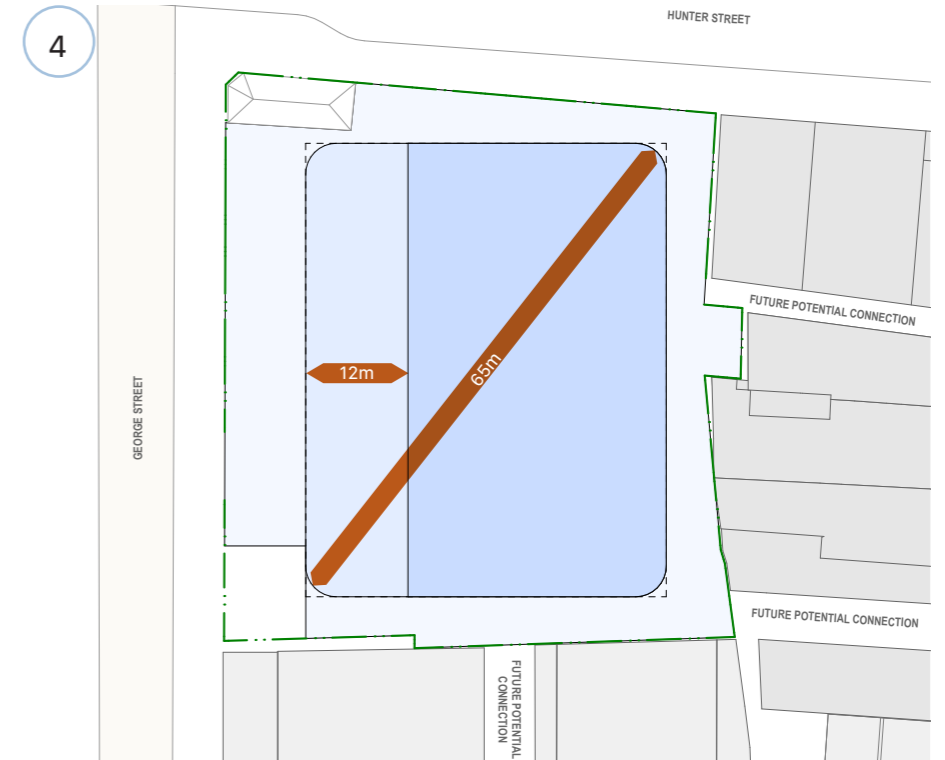 4
HUNTER STREET
FUTURE POTENTIAL CONNECTION
12m
65m
GEORGE STREET
FUTURE POTENTIAL CONNECTION
FUTURE POTENTIAL
CONNECTION